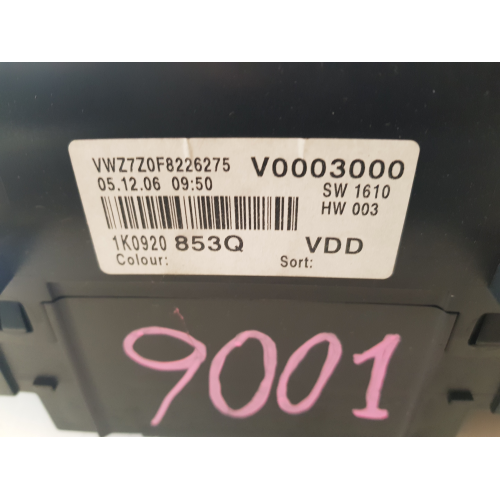 VWZ7Z0F8226275 V0003000
05.12.06 09:50 SW 1610
HW 003
1K0920 853Q VDD
Colour: Sort:
9001